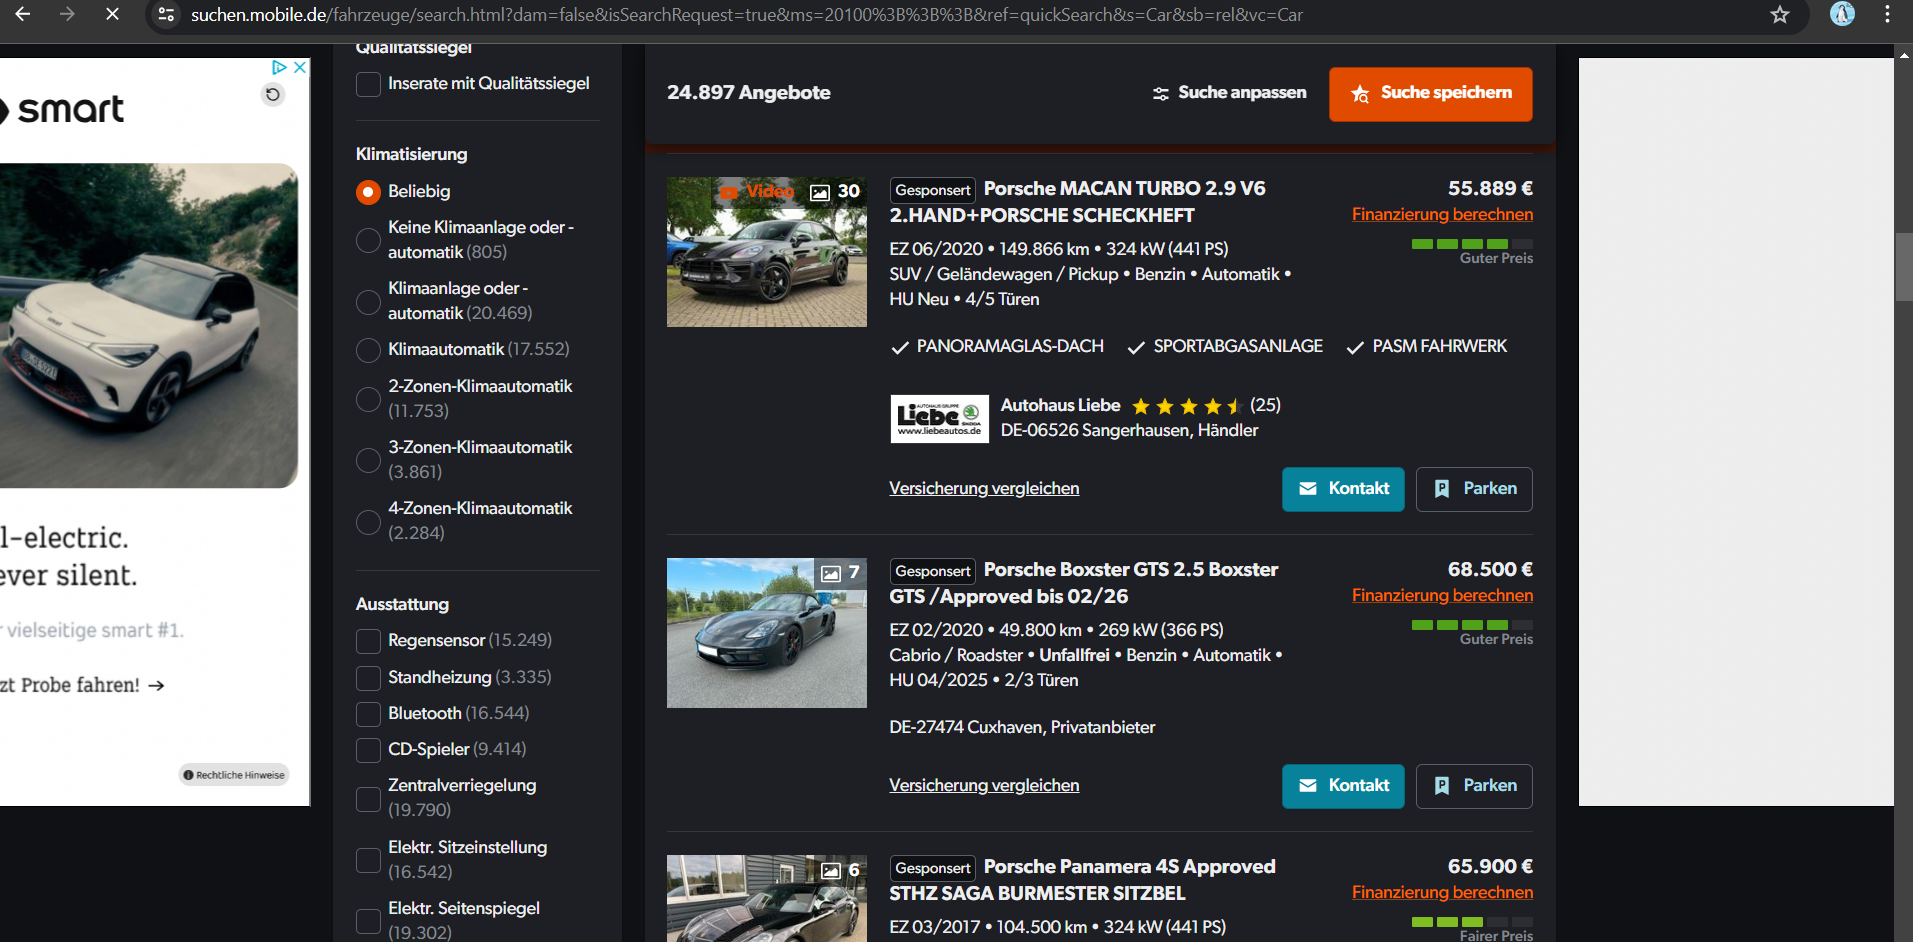 suchen.mobile.de/fahrzeuge/search.html?dam=false&isSearchRequest=true&ms=20100%3B%3B%3B&ref=quickSearch&s=Car&sb=rel&vc=Car
smart
l-electric.
ever silent.
r vielseitige smart #1.
zt Probe fahren! →
Rechtliche Hinweise
Qualitätssiegel
Inserate mit Qualitätssiegel
Klimatisierung
Beliebig
Keine Klimaanlage oder -
automatik (805)
Klimaanlage oder -
automatik (20.469)
Klimaautomatik (17.552)
2-Zonen-Klimaautomatik
(11.753)
3-Zonen-Klimaautomatik
(3.861)
4-Zonen-Klimaautomatik
(2.284)
Ausstattung
Regensensor (15.249)
Standheizung (3.335)
Bluetooth (16.544)
CD-Spieler (9.414)
Zentralverriegelung
(19.790)
Elektr. Sitzeinstellung
(16.542)
Elektr. Seitenspiegel
(19.302)
24.897 Angebote
Suche anpassen
Suche speichern
Video 30
Gesponsert Porsche MACAN TURBO 2.9 V6
2.HAND+PORSCHE SCHECKHEFT
55.889 €
Finanzierung berechnen
Guter Preis
EZ 06/2020 • 149.866 km • 324 kW (441 PS)
SUV / Geländewagen / Pickup • Benzin • Automatik •
HU Neu • 4/5 Türen
PANORAMAGLAS-DACH SPORTABGASANLAGE PASM FAHRWERK
AUTOHAUS GRUPPE
Liebe
SKODA
www.liebeautos.de
Autohaus Liebe (25)
DE-06526 Sangerhausen, Händler
Versicherung vergleichen
Kontakt
Parken
7
Gesponsert Porsche Boxster GTS 2.5 Boxster
GTS /Approved bis 02/26
68.500 €
Finanzierung berechnen
Guter Preis
EZ 02/2020 • 49.800 km • 269 kW (366 PS)
Cabrio / Roadster • Unfallfrei • Benzin • Automatik •
HU 04/2025 • 2/3 Türen
DE-27474 Cuxhaven, Privatanbieter
Versicherung vergleichen
Kontakt
Parken
6
Gesponsert Porsche Panamera 4S Approved
STHZ SAGA BURMESTER SITZBEL
65.900 €
Finanzierung berechnen
Fairer Preis
EZ 03/2017 • 104.500 km • 324 kW (441 PS)